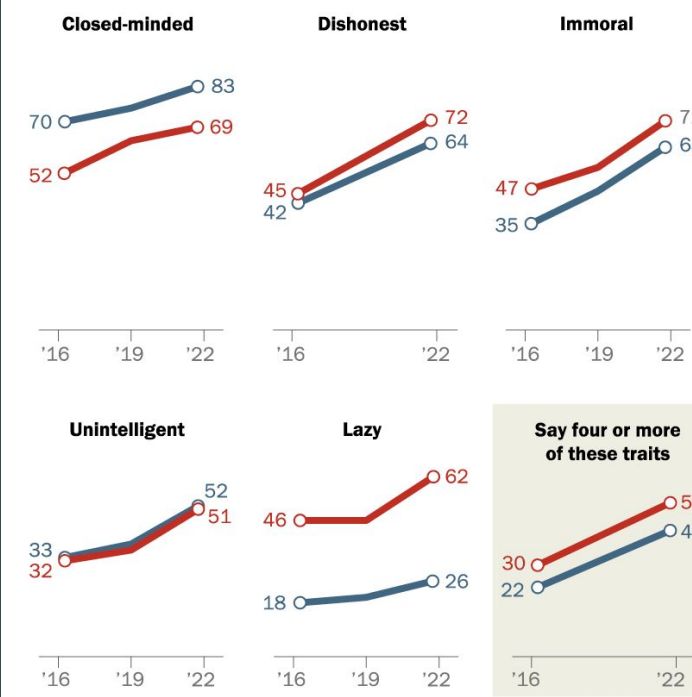 Closed-minded
70
83
52
69
'16 '19 '22
Dishonest
72
64
45
42
'16 '22
Immoral
47
35
'16 '19 '22
Unintelligent
33
32
52
51
'16 '19 '22
Lazy
46
62
18
26
'16 '19 '22
Say four or more
of these traits
30
22
'16 '22